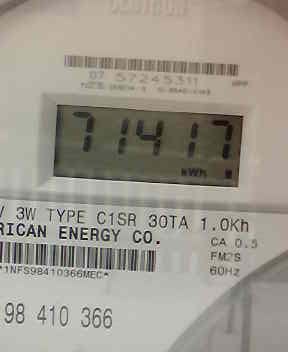 CENTRON
07 57245311
71417
kWh
V 3W TYPE C1SR 30TA 1.0Kh
RICAN ENERGY CO.
CA 0.5
FM2S
60HZ
*1NFS98410366MEC*
98 410 366